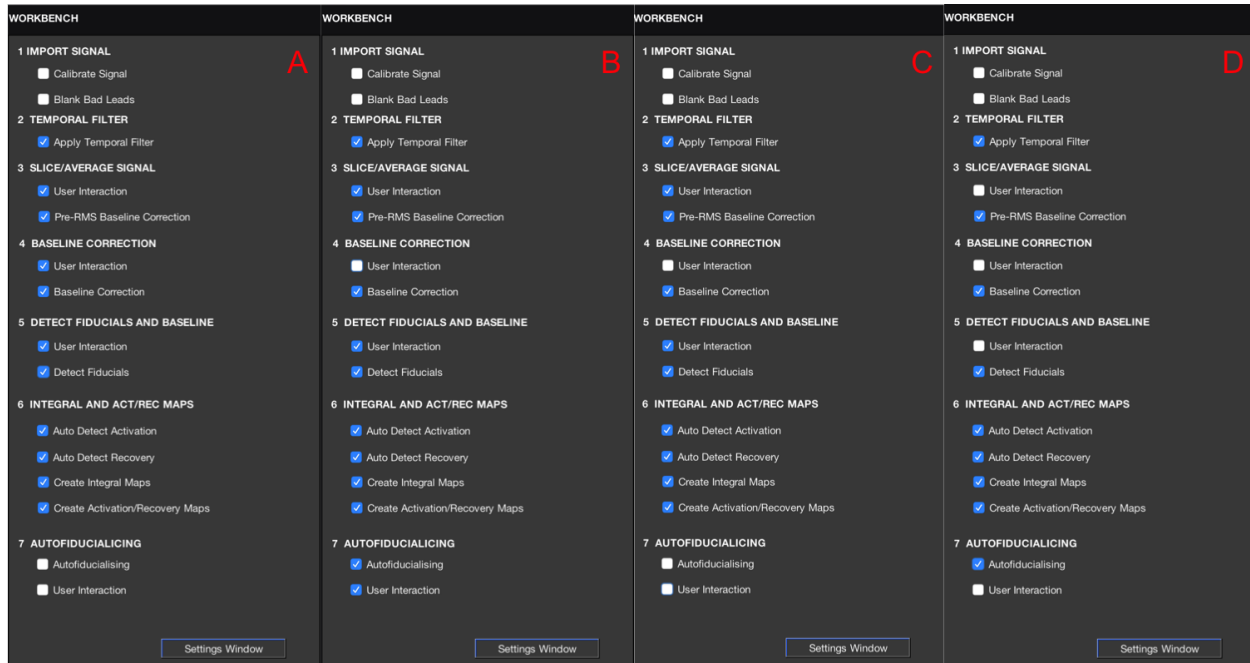 WORKBENCH
A
1 IMPORT SIGNAL
Calibrate Signal
Blank Bad Leads
2 TEMPORAL FILTER
Apply Temporal Filter
3 SLICE/AVERAGE SIGNAL
User Interaction
Pre-RMS Baseline Correction
4 BASELINE CORRECTION
User Interaction
Baseline Correction
5 DETECT FIDUCIALS AND BASELINE
User Interaction
Detect Fiducials
6 INTEGRAL AND ACT/REC MAPS
Auto Detect Activation
Auto Detect Recovery
Create Integral Maps
Create Activation/Recovery Maps
7 AUTOFIDUCIALICING
Autofiducialising
User Interaction
Settings Window
WORKBENCH
B
1 IMPORT SIGNAL
Calibrate Signal
Blank Bad Leads
2 TEMPORAL FILTER
Apply Temporal Filter
3 SLICE/AVERAGE SIGNAL
User Interaction
Pre-RMS Baseline Correction
4 BASELINE CORRECTION
User Interaction
Baseline Correction
5 DETECT FIDUCIALS AND BASELINE
User Interaction
Detect Fiducials
6 INTEGRAL AND ACT/REC MAPS
Auto Detect Activation
Auto Detect Recovery
Create Integral Maps
Create Activation/Recovery Maps
7 AUTOFIDUCIALICING
Autofiducialising
User Interaction
Settings Window
WORKBENCH
C
1 IMPORT SIGNAL
Calibrate Signal
Blank Bad Leads
2 TEMPORAL FILTER
Apply Temporal Filter
3 SLICE/AVERAGE SIGNAL
User Interaction
Pre-RMS Baseline Correction
4 BASELINE CORRECTION
User Interaction
Baseline Correction
5 DETECT FIDUCIALS AND BASELINE
User Interaction
Detect Fiducials
6 INTEGRAL AND ACT/REC MAPS
Auto Detect Activation
Auto Detect Recovery
Create Integral Maps
Create Activation/Recovery Maps
7 AUTOFIDUCIALICING
Autofiducialising
User Interaction
Settings Window
WORKBENCH
D
1 IMPORT SIGNAL
Calibrate Signal
Blank Bad Leads
2 TEMPORAL FILTER
Apply Temporal Filter
3 SLICE/AVERAGE SIGNAL
User Interaction
Pre-RMS Baseline Correction
4 BASELINE CORRECTION
User Interaction
Baseline Correction
5 DETECT FIDUCIALS AND BASELINE
User Interaction
Detect Fiducials
6 INTEGRAL AND ACT/REC MAPS
Auto Detect Activation
Auto Detect Recovery
Create Integral Maps
Create Activation/Recovery Maps
7 AUTOFIDUCIALICING
Autofiducialising
User Interaction
Settings Window